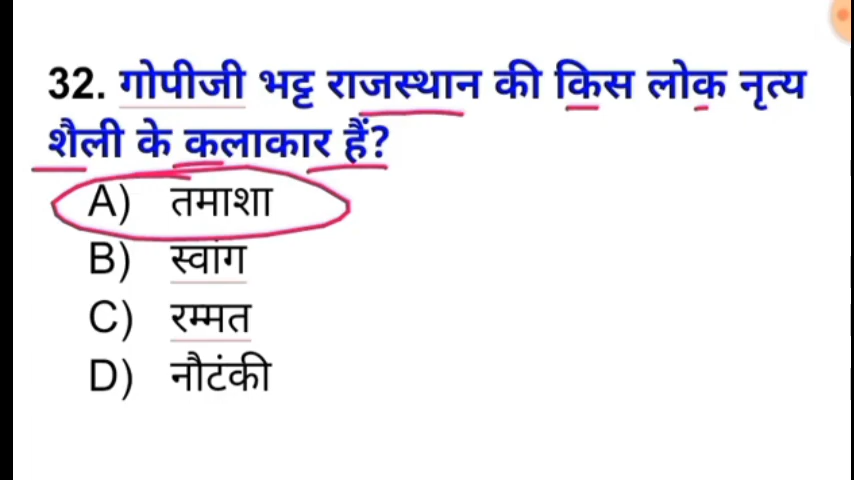 32. गोपीजी भट्ट राजस्थान की किस लोक नृत्य
शैली के कलाकार हैं?
A) तमाशा
B) स्वांग
C) रम्मत
D) नौटंकी